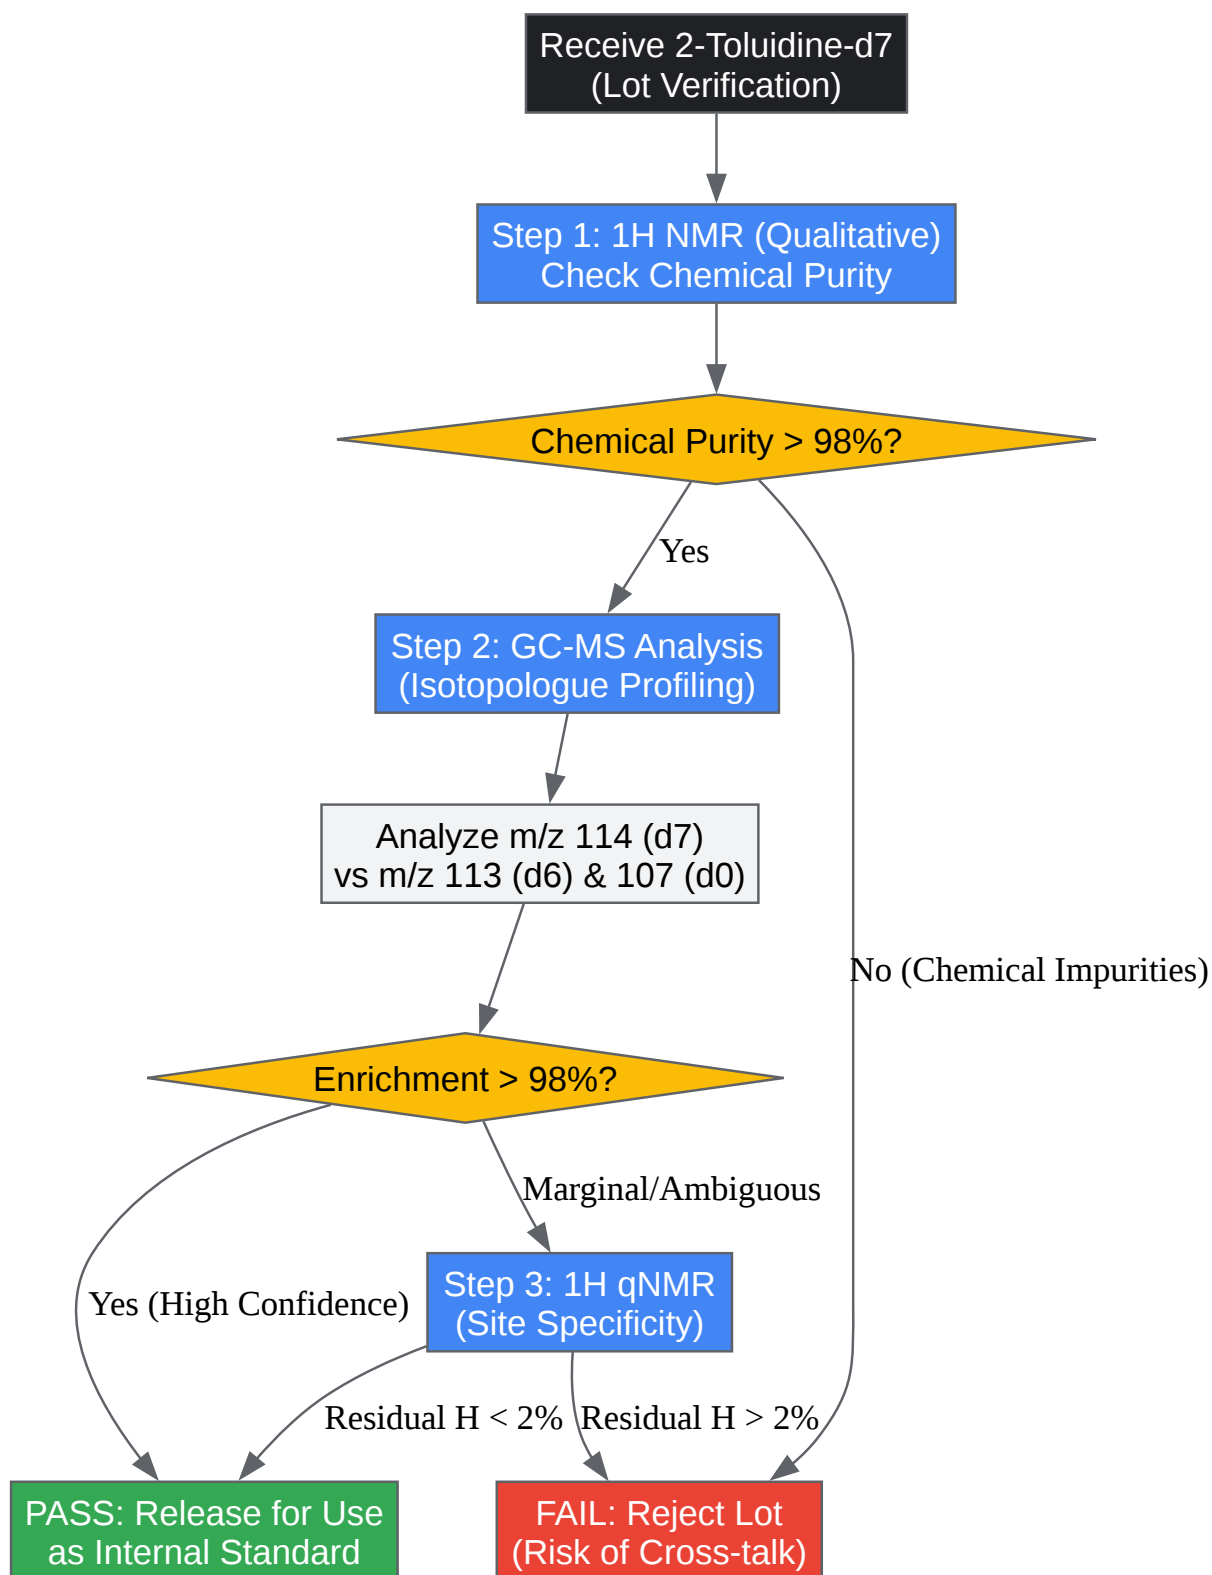 Receive 2-Toluidine-d7
(Lot Verification)
Step 1: 1H NMR (Qualitative)
Check Chemical Purity
Chemical Purity > 98%?
Yes
Step 2: GC-MS Analysis
(Isotopologue Profiling)
Analyze m/z 114 (d7)
vs m/z 113 (d6) & 107 (d0)
No (Chemical Impurities)
Enrichment > 98%?
Marginal/Ambiguous
Yes (High Confidence)
Step 3: 1H qNMR
(Site Specificity)
Residual H < 2%
Residual H > 2%
PASS: Release for Use
as Internal Standard
FAIL: Reject Lot
(Risk of Cross-talk)